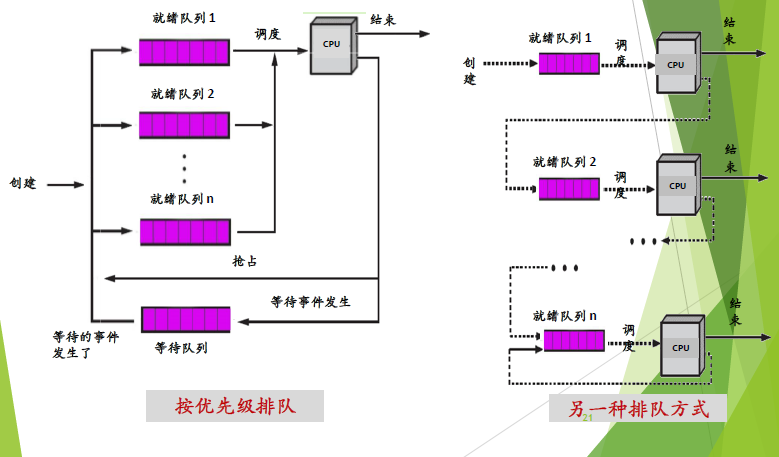 就绪队列1
调度
CPU
结束
就绪队列2
创建
就绪队列n
抢占
等待事件发生
等待的事件
发生了
等待队列
按优先级排队
就绪队列1
创
建
调
度
CPU
结
束
就绪队列2
调
度
CPU
结
束
就绪队列n
调
度
CPU
结
束
另一种排队方式
21